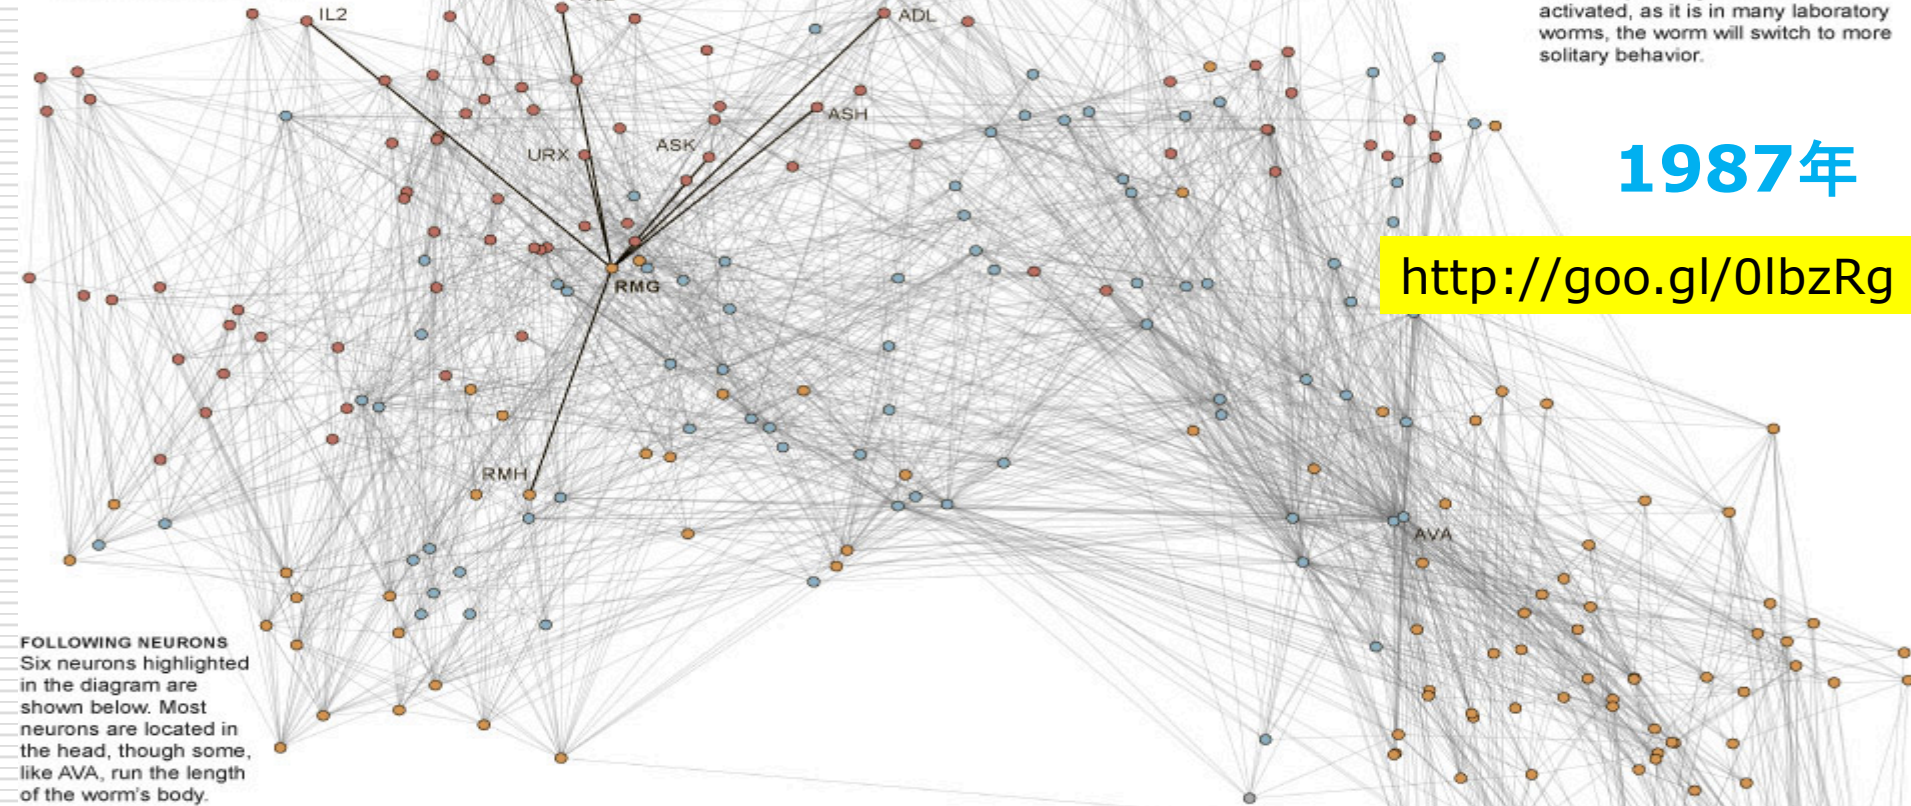 IL2
ADL
activated, as it is in many laboratory
worms, the worm will switch to more
solitary behavior.
ASH
URX
ASK
1987年
http://goo.gl/0lbzRg
RMG
RMH
AVA
FOLLOWING NEURONS
Six neurons highlighted
in the diagram are
shown below. Most
neurons are located in
the head, though some,
like AVA, run the length
of the worm's body.